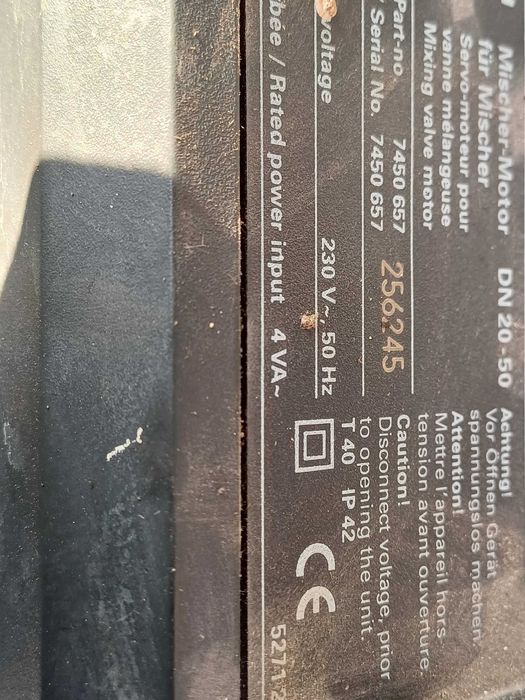 Mischer-Motor DN 20-50
für Mischer
Servo-moteur pour
vanne mélangeuse
Mixing valve motor
Part-no. 7450 657
/ Serial No. 7450 657 256245
voltage 230 V~, 50 Hz
bée / Rated power input 4 VA~
Achtung!
Vor Öffnen Gerät
spannungslos machen
Attention!
Mettre l'appareil hors
tension avant ouverture.
Caution!
Disconnect voltage, prior
to opening the unit.
T 40 IP 42
CE